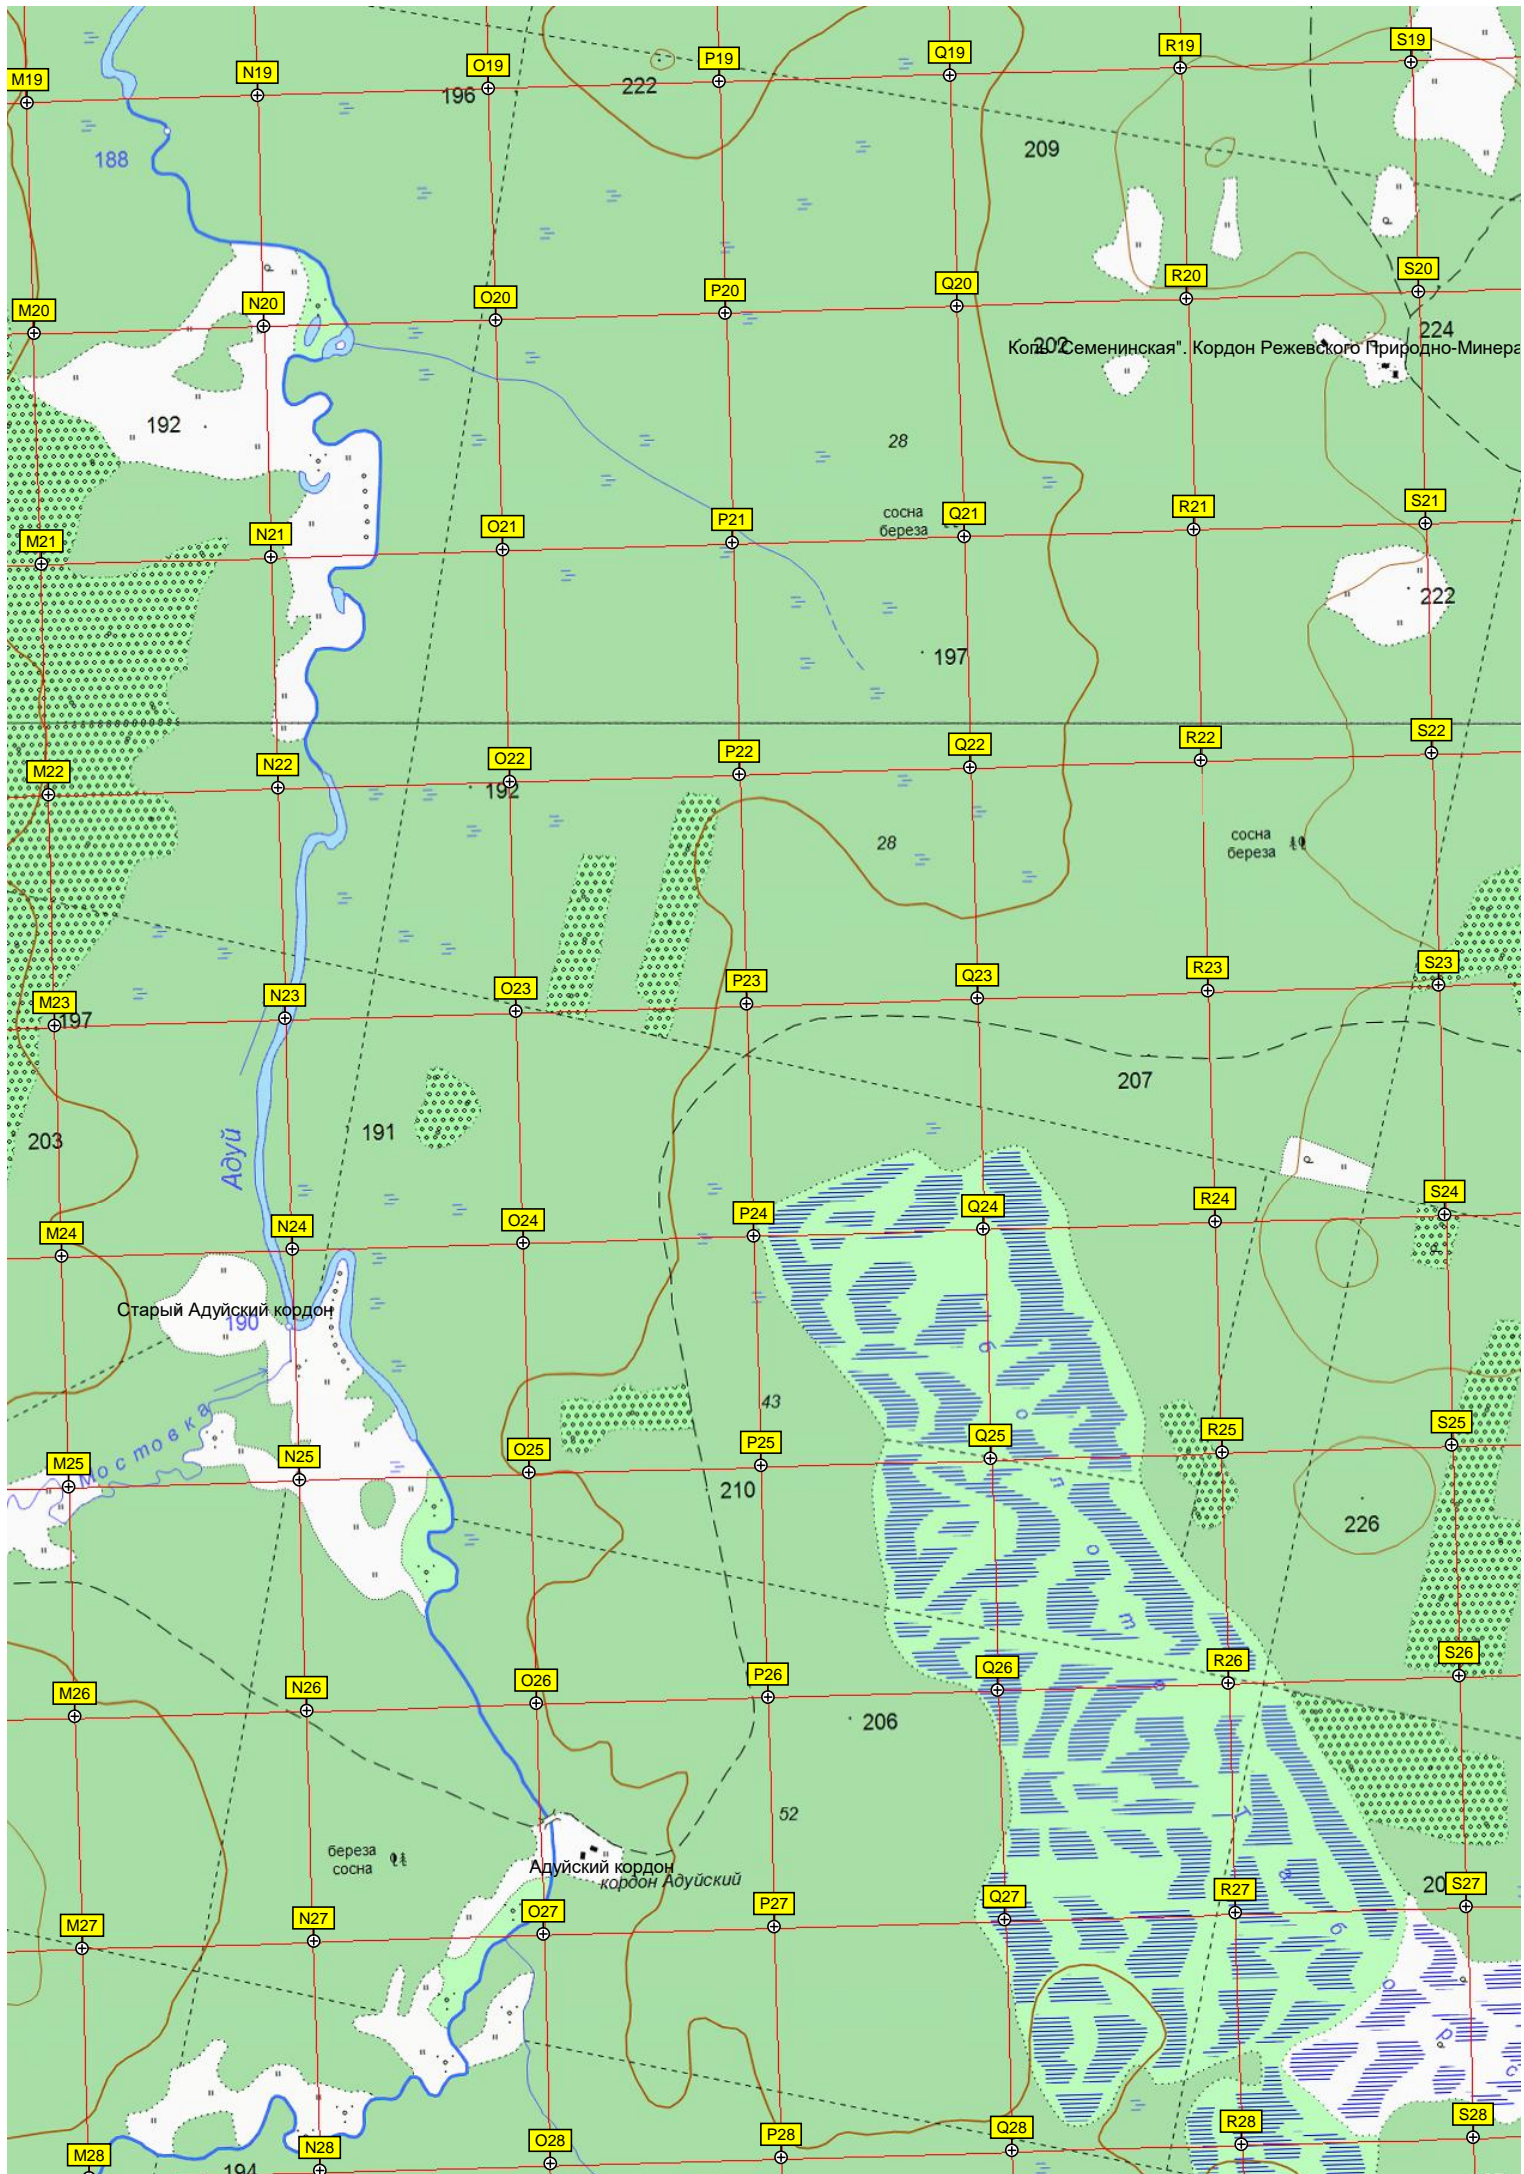 M19 N19 O19 P19 Q19 R19 S19
196 222
188 209
M20 N20 O20 P20 Q20 R20 S20
224
202
Копь "Семенинская". Кордон Режевского Природно-Минера
192
28
M21 N21 O21 P21 Q21 R21 S21
сосна
береза
222
197
M22 N22 O22 P22 Q22 R22 S22
192
28
сосна
береза
M23 N23 O23 P23 Q23 R23 S23
197
207
191
203
Адуй
M24 N24 O24 P24 Q24 R24 S24
Старый Адуйский кордон
190
43
Мостовка
M25 N25 O25 P25 Q25 R25 S25
210
226
болото
M26 N26 O26 P26 Q26 R26 S26
206
52
береза
сосна
Адуйский кордон
кордон Адуйский
20
M27 N27 O27 P27 Q27 R27 S27
Таборс
M28 N28 O28 P28 Q28 R28 S28
194